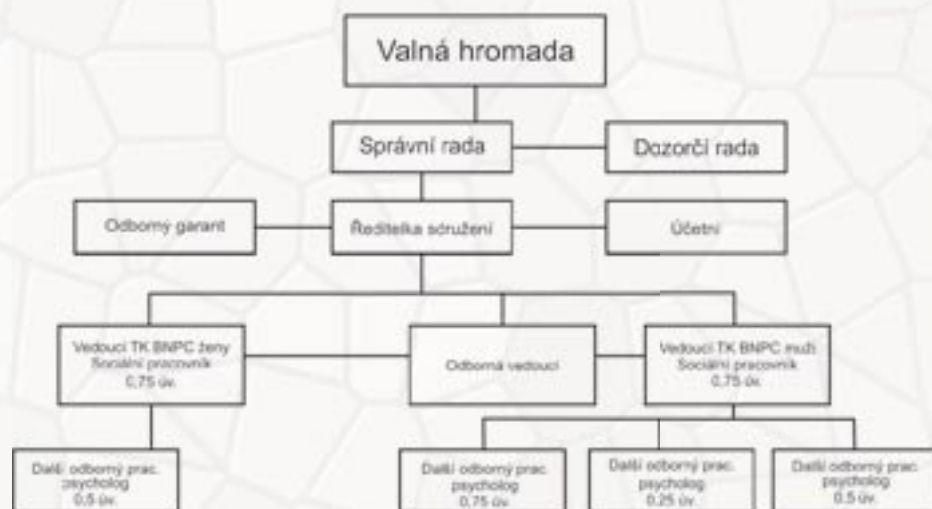 Valná hromada
Správní rada
Dozorčí rada
Odborný garant
Ředitelka sdružení
Účetní
Vedoucí TK BNPC ženy
Sociální pracovník
0,75 úv.
Odborná vedoucí
Vedoucí TK BNPC muži
Sociální pracovník
0,75 úv.
Další odborný prac.
psycholog
0,5 úv.
Další odborný prac.
psycholog
0,75 úv.
Další odborný prac.
psycholog
0,25 úv.
Další odborný prac.
psycholog
0,5 úv.